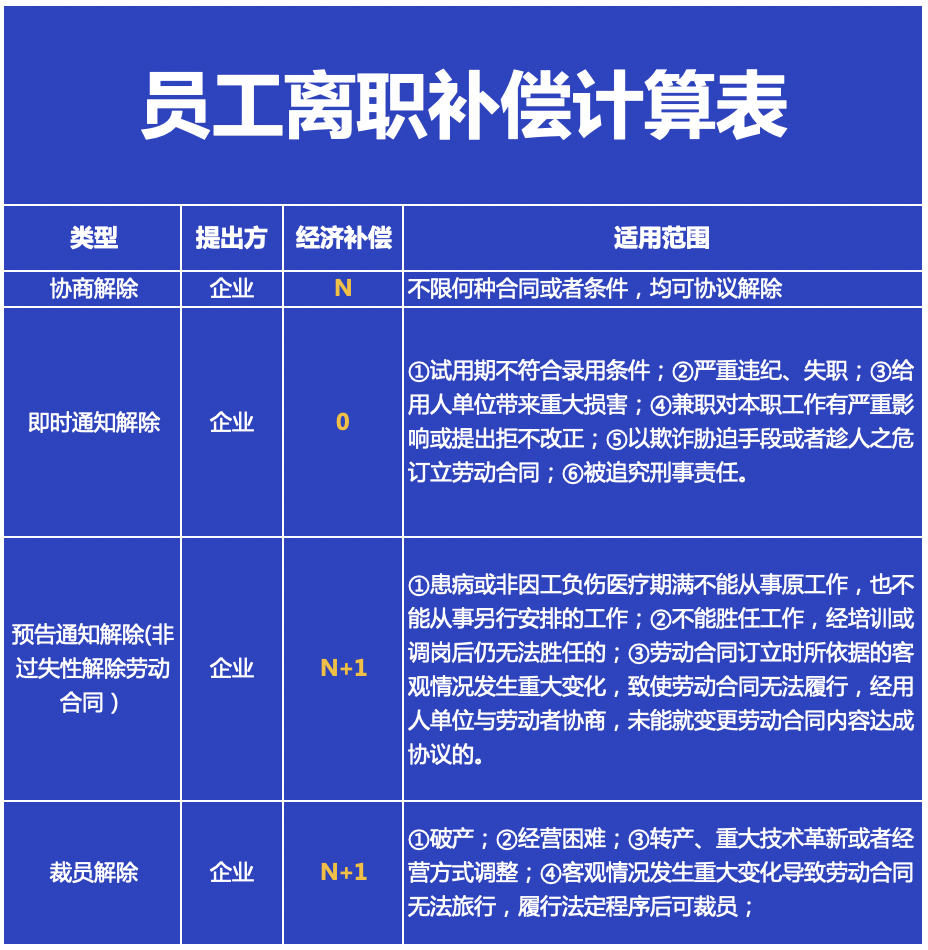 员工离职补偿计算表
类型
提出方
经济补偿
适用范围
协商解除
企业
N
不限何种合同或者条件，均可协议解除
即时通知解除
企业
0
①试用期不符合录用条件；②严重违纪、失职；③给
用人单位带来重大损害；④兼职对本职工作有严重影
响或提出拒不改正；⑤以欺诈胁迫手段或者趁人之危
订立劳动合同；⑥被追究刑事责任。
预告通知解除(非
过失性解除劳动
合同）
企业
N+1
①患病或非因工负伤医疗期满不能从事原工作，也不
能从事另行安排的工作；②不能胜任工作，经培训或
调岗后仍无法胜任的；③劳动合同订立时所依据的客
观情况发生重大变化，致使劳动合同无法履行，经用
人单位与劳动者协商，未能就变更劳动合同内容达成
协议的。
裁员解除
企业
N+1
①破产；②经营困难；③转产、重大技术革新或者经
营方式调整；④客观情况发生重大变化导致劳动合同
无法旅行，履行法定程序后可裁员；